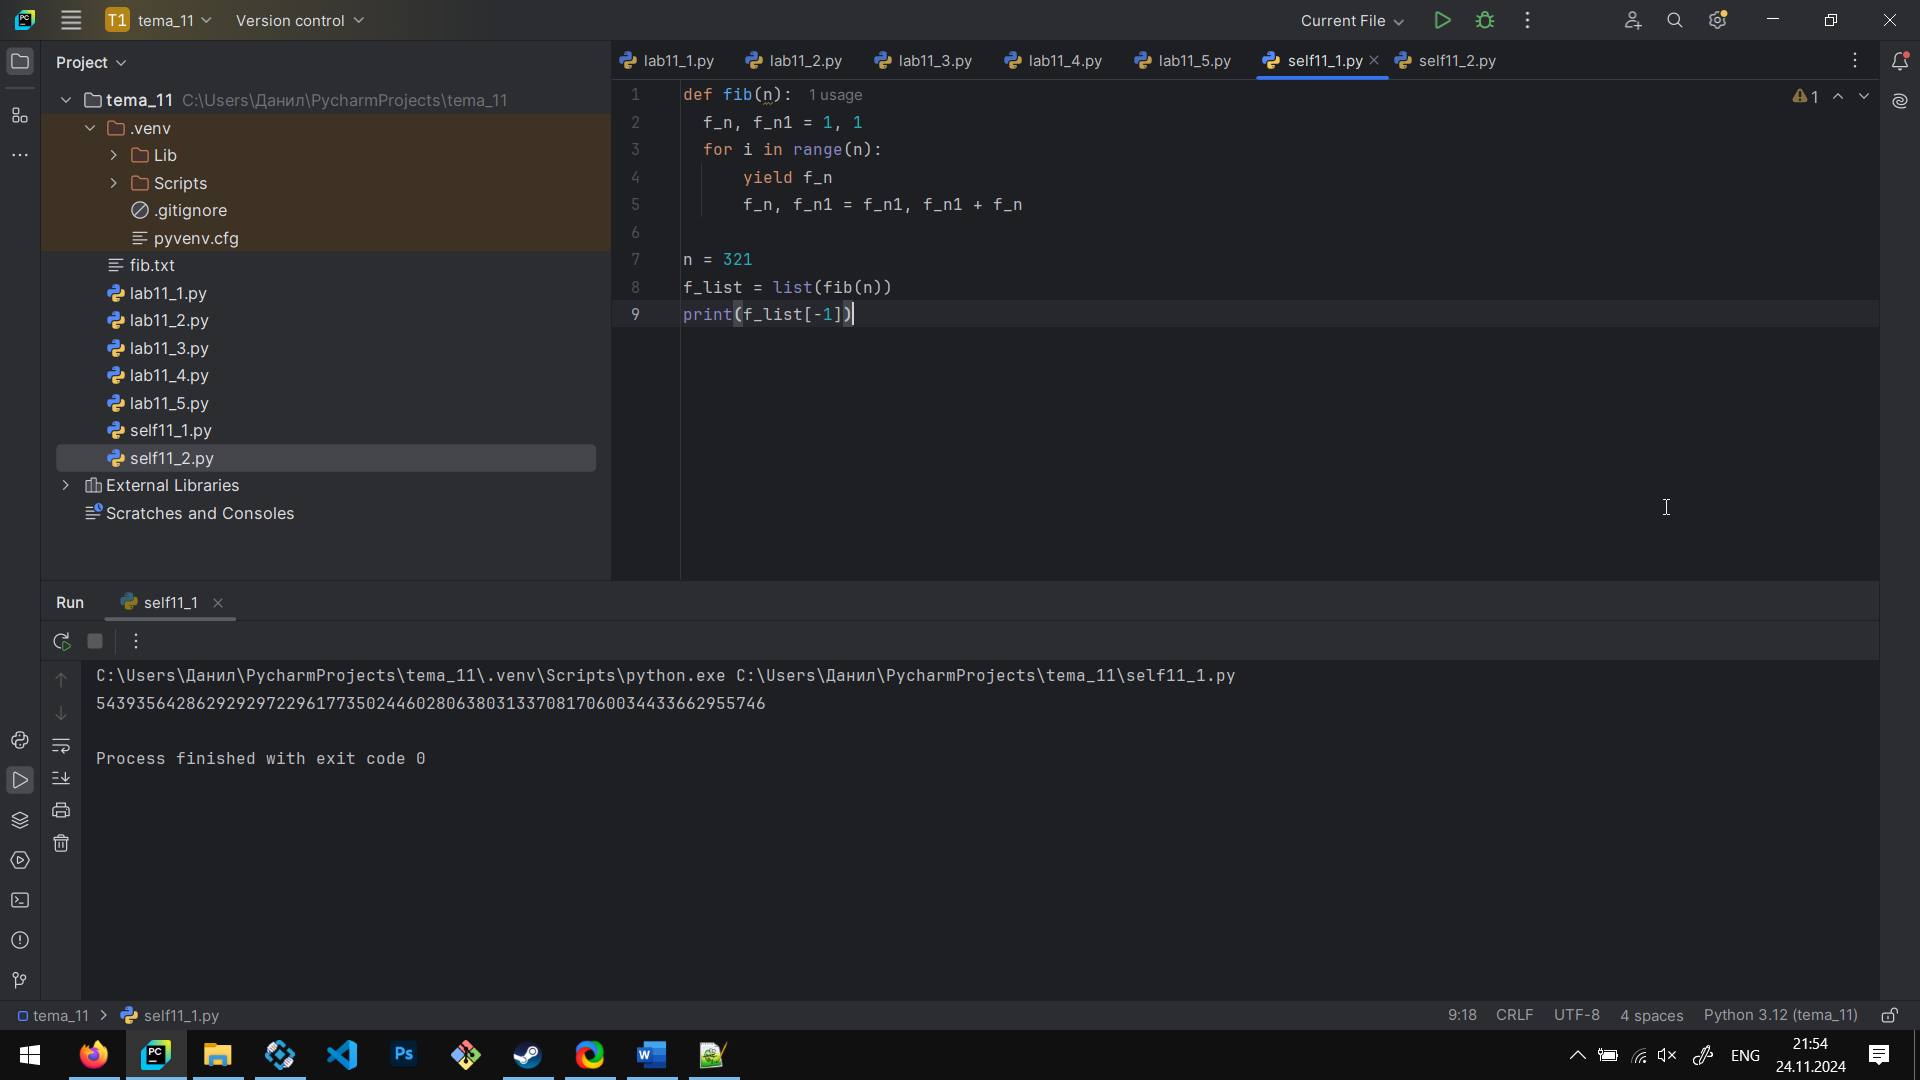 T1 tema_11 Version control Current File
Project
lab11_1.py lab11_2.py lab11_3.py lab11_4.py lab11_5.py self11_1.py self11_2.py
tema_11 C:\Users\Данил\PycharmProjects\tema_11
.venv
Lib
Scripts
.gitignore
pyvenv.cfg
fib.txt
lab11_1.py
lab11_2.py
lab11_3.py
lab11_4.py
lab11_5.py
self11_1.py
self11_2.py
External Libraries
Scratches and Consoles
1 def fib(n): 1 usage
2 f_n, f_n1 = 1, 1
3 for i in range(n):
4 yield f_n
5 f_n, f_n1 = f_n1, f_n1 + f_n
6
7 n = 321
8 f_list = list(fib(n))
9 print(f_list[-1])
1
Run self11_1
C:\Users\Данил\PycharmProjects\tema_11\.venv\Scripts\python.exe C:\Users\Данил\PycharmProjects\tema_11\self11_1.py
5439356428629292972296177350244602806380313370817060034433662955746
Process finished with exit code 0
tema_11 self11_1.py 9:18 CRLF UTF-8 4 spaces Python 3.12 (tema_11)
PC Ps W ENG 21:54
24.11.2024